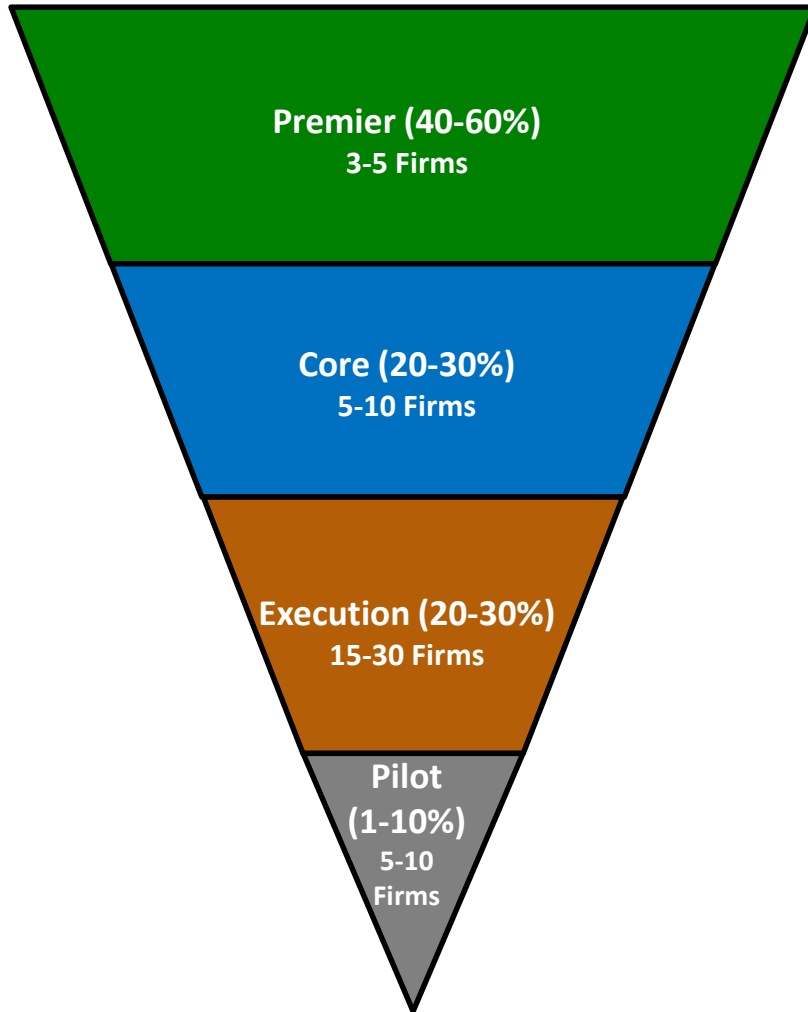 Premier (40-60%)
3-5 Firms
Core (20-30%)
5-10 Firms
Execution (20-30%)
15-30 Firms
Pilot
(1-10%)
5-10
Firms